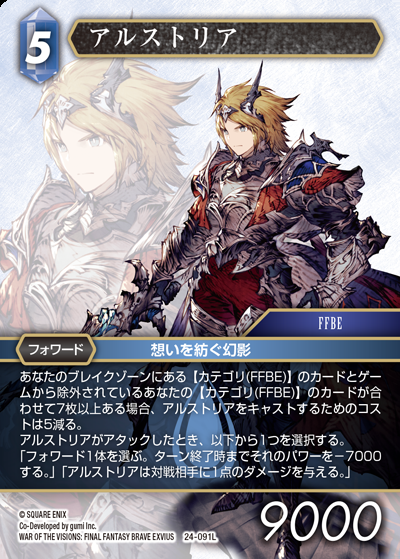 5
アルストリア
FFBE
フォワード
想いを紡ぐ幻影
あなたのブレイクゾーンにある【カテゴリ(FFBE)】のカードとゲー
ムから除外されているあなたの【カテゴリ(FFBE)】のカードが合
わせて7枚以上ある場合、アルストリアをキャストするためのコス
トは5減る。
アルストリアがアタックしたとき、以下から1つを選択する。
「フォワード1体を選ぶ。ターン終了時までそのパワーを−7000
する。」「アルストリアは対戦相手に1点のダメージを与える。」
© SQUARE ENIX
Co-Developed by gumi Inc.
WAR OF THE VISIONS: FINAL FANTASY BRAVE EXVIUS
24-091L
9000